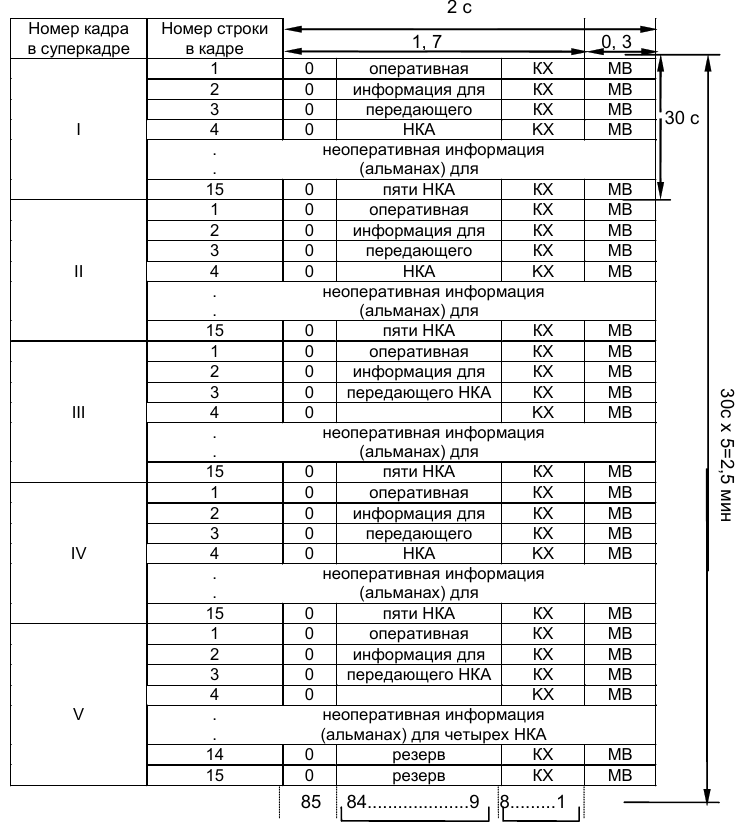 2 с
Номер кадра в суперкадре Номер строки в кадре 1, 7 0, 3
I
1 0 оперативная КХ МВ
2 0 информация для КХ МВ
3 0 передающего КХ МВ
4 0 НКА КХ МВ
30 с
. неоперативная информация
. (альманах) для
15 0 пяти НКА КХ МВ
II
1 0 оперативная КХ МВ
2 0 информация для КХ МВ
3 0 передающего КХ МВ
4 0 НКА КХ МВ
. неоперативная информация
. (альманах) для
15 0 пяти НКА КХ МВ
III
1 0 оперативная КХ МВ
2 0 информация для КХ МВ
3 0 передающего НКА КХ МВ
4 0 КХ МВ
. неоперативная информация
. (альманах) для
15 0 пяти НКА КХ МВ
30с х 5=2,5 мин
IV
1 0 оперативная КХ МВ
2 0 информация для КХ МВ
3 0 передающего КХ МВ
4 0 НКА КХ МВ
. неоперативная информация
. (альманах) для
15 0 пяти НКА КХ МВ
V
1 0 оперативная КХ МВ
2 0 информация для КХ МВ
3 0 передающего НКА КХ МВ
4 0 КХ МВ
. неоперативная информация
. (альманах) для четырех НКА
14 0 резерв КХ МВ
15 0 резерв КХ МВ
85 84....................9 8.........1